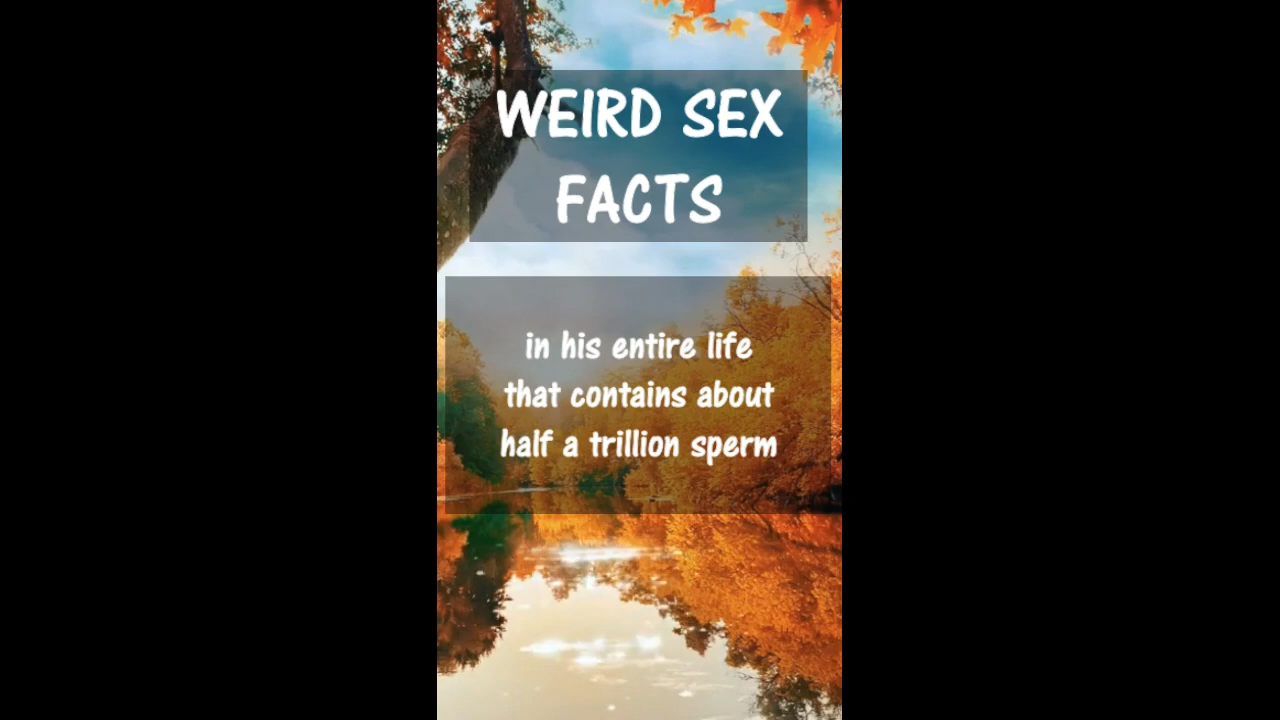 WEIRD SEX
FACTS
in his entire life
that contains about
half a trillion sperm